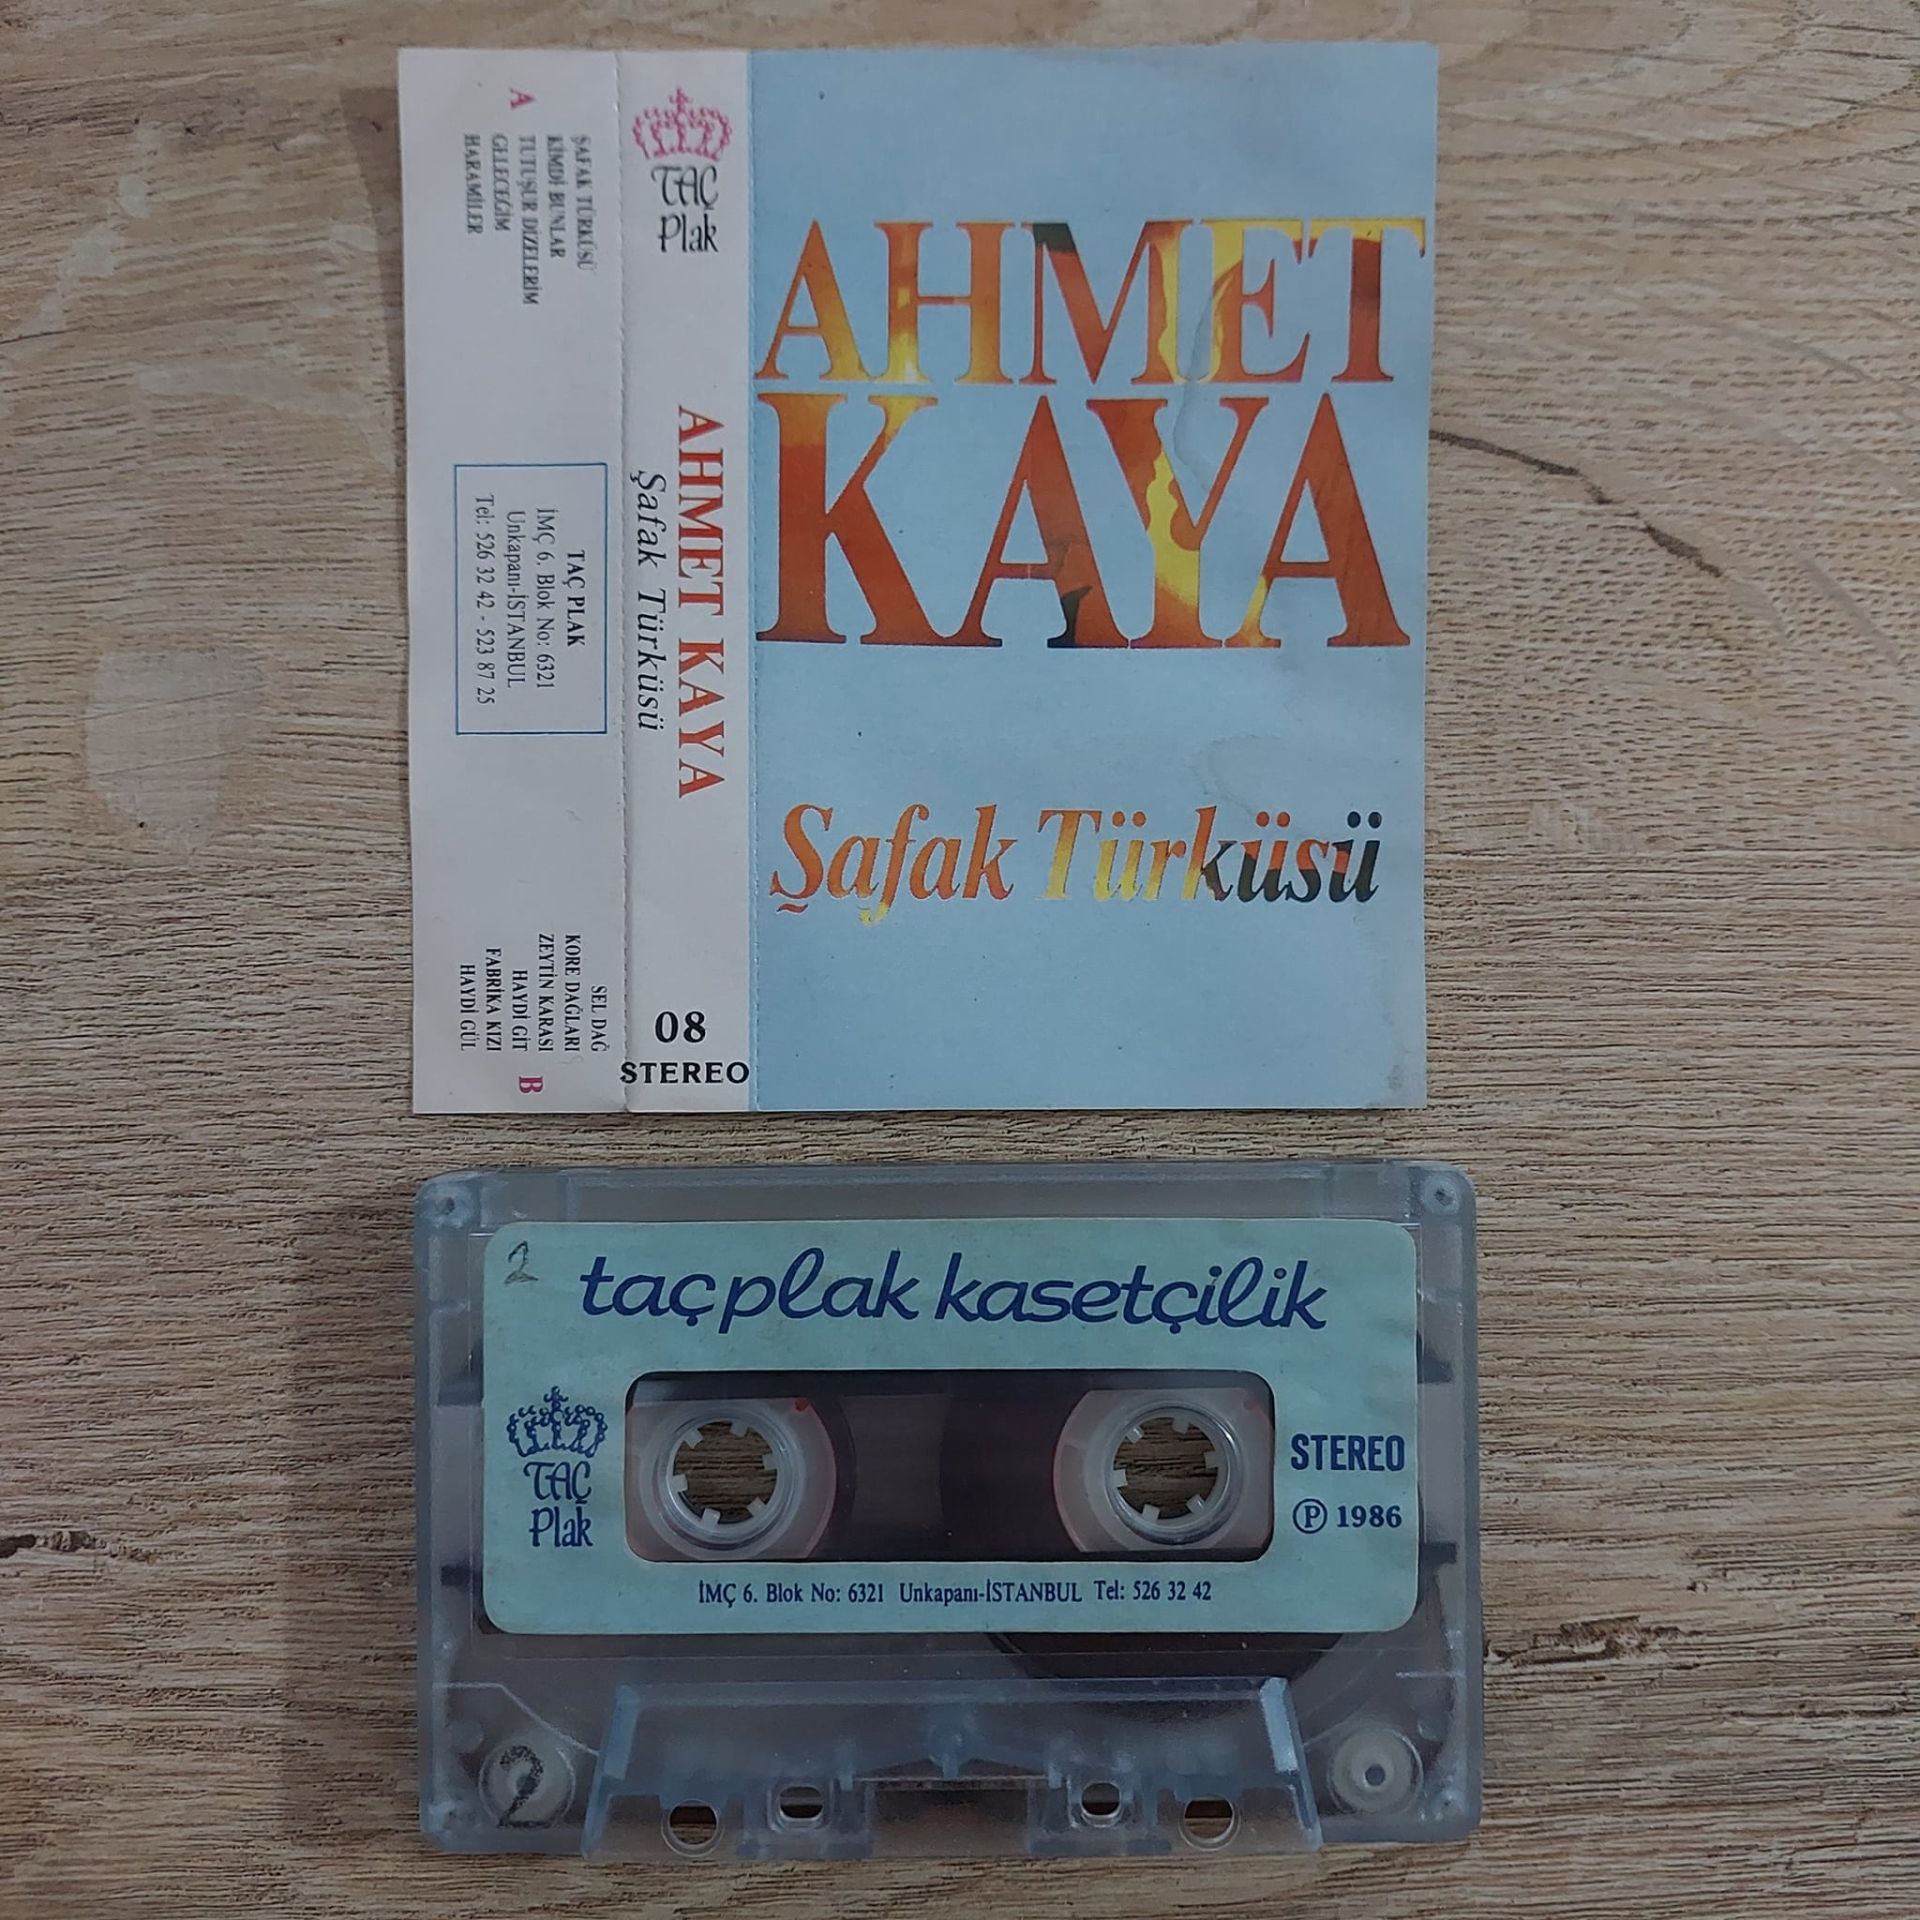 A
ŞAFAK TÜRKÜSÜ
KİMDİ BUNLAR
TUTUŞUR DİZELERİM
GELECEĞİM
HARAMİLER
TAÇ PLAK
İMÇ 6. Blok No: 6321
Unkapanı-İSTANBUL
Tel: 526 32 42 - 523 87 25
SEL DAĞ
KORE DAĞLARI
ZEYTİN KARASI
HAYDİ GİT
FABRİKA KIZI
HAYDİ GÜL
B
TAÇ
Plak
AHMET KAYA
Şafak Türküsü
08
STEREO
AHMET
KAYA
Şafak Türküsü
2
taçplak kasetçilik
TAÇ
Plak
STEREO
Ⓟ 1986
İMÇ 6. Blok No: 6321 Unkapanı-İSTANBUL Tel: 526 32 42
2